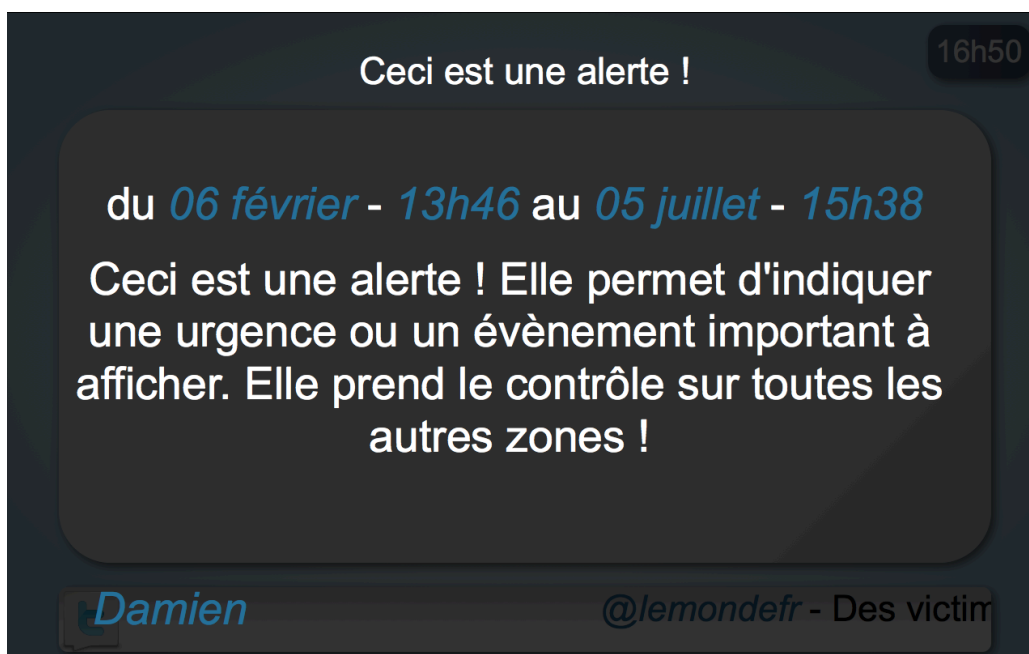 16h50
Ceci est une alerte !
du 06 février - 13h46 au 05 juillet - 15h38
Ceci est une alerte ! Elle permet d'indiquer
une urgence ou un évènement important à
afficher. Elle prend le contrôle sur toutes les
autres zones !
Damien @lemondefr - Des victim